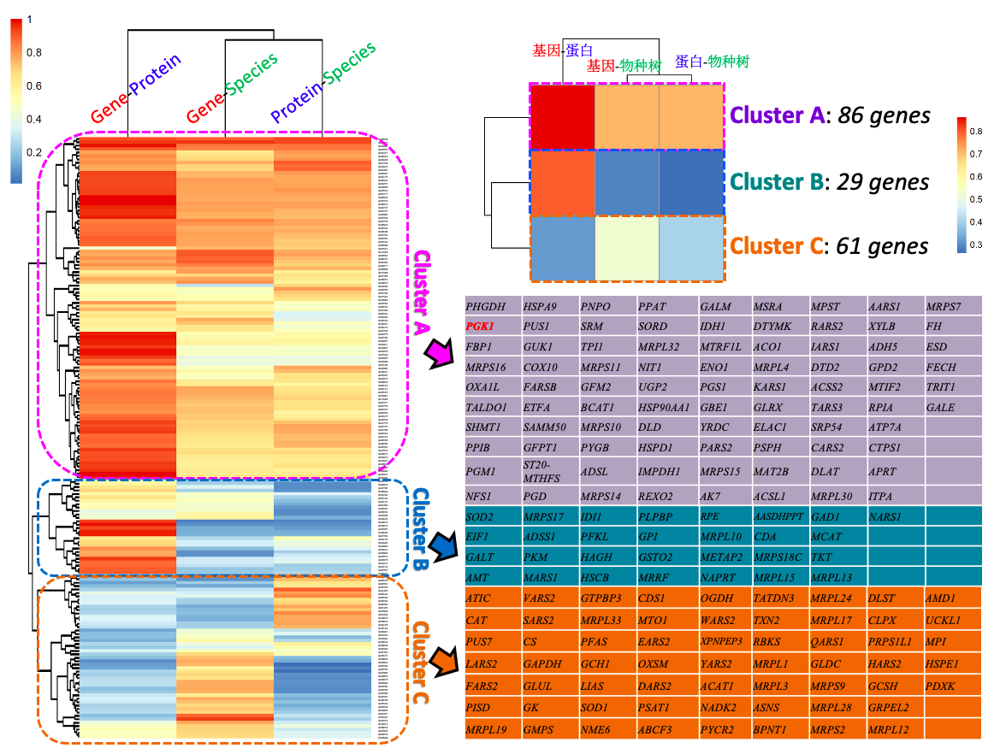 1
0.8
0.6
0.4
0.2
Gene-Protein
Gene-Species
Protein-Species
Cluster A
Cluster B
Cluster C
基因-蛋白
基因-物种树
蛋白-物种树
Cluster A: 86 genes
Cluster B: 29 genes
Cluster C: 61 genes
0.8
0.7
0.6
0.5
0.4
0.3
PHGDH HSPA9 PNPO PPAT GALM MSRA MPST AARS1 MRPS7
PGK1 PUS1 SRM SORD IDH1 DTYMK RARS2 XYLB FH
FBP1 GUK1 TPI1 MRPL32 MTRF1L ACO1 IARS1 ADH5 ESD
MRPS16 COX10 MRPS11 NIT1 ENO1 MRPL4 DTD2 GPD2 FECH
OXA1L FARSB GFM2 UGP2 PGS1 KARS1 ACSS2 MTIF2 TRIT1
TALDO1 ETFA BCAT1 HSP90AA1 GBE1 GLRX TARS3 RPIA GALE
SHMT1 SAMM50 MRPS10 DLD YRDC ELAC1 SRP54 ATP7A
PPIB GFPT1 PYGB HSPD1 PARS2 PSPH CARS2 CTPS1
PGM1 ST20-
MTHFS ADSL IMPDH1 MRPS15 MAT2B DLAT APRT
NFS1 PGD MRPS14 REXO2 AK7 ACSL1 MRPL30 ITPA
SOD2 MRPS17 IDI1 PLPBP RPE AASDHPPT GAD1 NARS1
EIF1 ADSS1 PFKL GPI MRPL10 CDA MCAT
GALT PKM HAGH GSTO2 METAP2 MRPS18C TKT
AMT MARS1 HSCB MRRF NAPRT MRPL15 MRPL13
ATIC VARS2 GTPBP3 CDS1 OGDH TATDN3 MRPL24 DLST AMD1
CAT SARS2 MRPL33 MTO1 WARS2 TXN2 MRPL17 CLPX UCKL1
PUS7 CS PFAS EARS2 XPNPEP3 RBKS QARS1 PRPS1L1 MPI
LARS2 GAPDH GCH1 OXSM YARS2 MRPL1 GLDC HARS2 HSPE1
FARS2 GLUL LIAS DARS2 ACAT1 MRPL3 MRPS9 GCSH PDXK
PISD GK SOD1 PSAT1 NADK2 ASNS MRPL28 GRPEL2
MRPL19 GMPS NME6 ABCF3 PYCR2 BPNT1 MRPS2 MRPL12